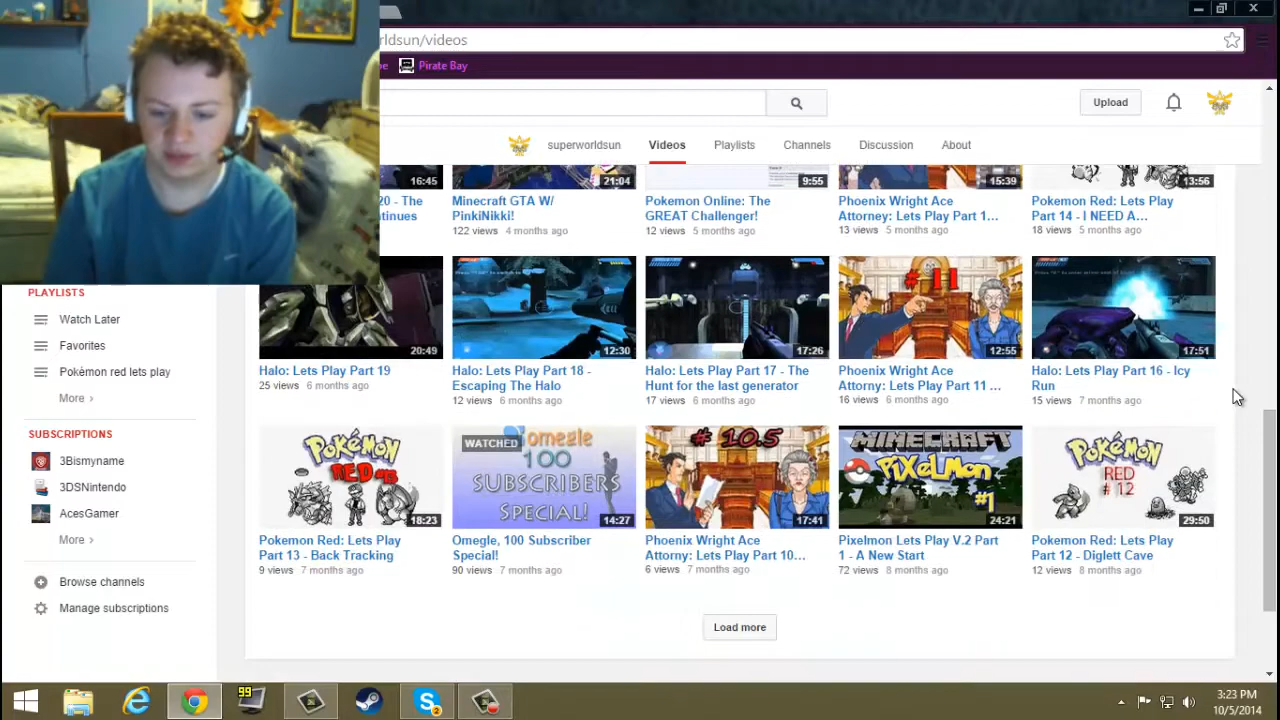 rldsun/videos
Pirate Bay
Upload
superworldsun Videos Playlists Channels Discussion About
16:45 21:04 9:55 15:39 13:56
20 - The
Minecraft GTA W/
PinkiNikki!
122 views 4 months ago
Pokemon Online: The
GREAT Challenger!
12 views 5 months ago
Phoenix Wright Ace
Attorney: Lets Play Part 1...
13 views 5 months ago
Pokemon Red: Lets Play
Part 14 - I NEED A...
18 views 5 months ago
20:49
Halo: Lets Play Part 19
25 views 6 months ago
12:30
Halo: Lets Play Part 18 -
Escaping The Halo
12 views 6 months ago
17:26
Halo: Lets Play Part 17 - The
Hunt for the last generator
17 views 6 months ago
# 11
12:55
Phoenix Wright Ace
Attorny: Lets Play Part 11 ...
16 views 6 months ago
17:51
Halo: Lets Play Part 16 - Icy
Run
15 views 7 months ago
POKéMON
RED #13
18:23
Pokemon Red: Lets Play
Part 13 - Back Tracking
9 views 7 months ago
WATCHED
omegle
100
SUBSCRIBERS
SPECIAL!
14:27
Omegle, 100 Subscriber
Special!
90 views 7 months ago
# 10.5
17:41
Phoenix Wright Ace
Attorny: Lets Play Part 10...
6 views 7 months ago
MINECRAFT
PIXELMON
#1
24:21
Pixelmon Lets Play V.2 Part
1 - A New Start
72 views 8 months ago
POKéMON
RED
# 12
29:50
Pokemon Red: Lets Play
Part 12 - Diglett Cave
12 views 8 months ago
Load more
PLAYLISTS
Watch Later
Favorites
Pokèmon red lets play
More ›
SUBSCRIPTIONS
3Bismyname
3DSNintendo
AcesGamer
More ›
Browse channels
Manage subscriptions
99
2
3:23 PM
10/5/2014